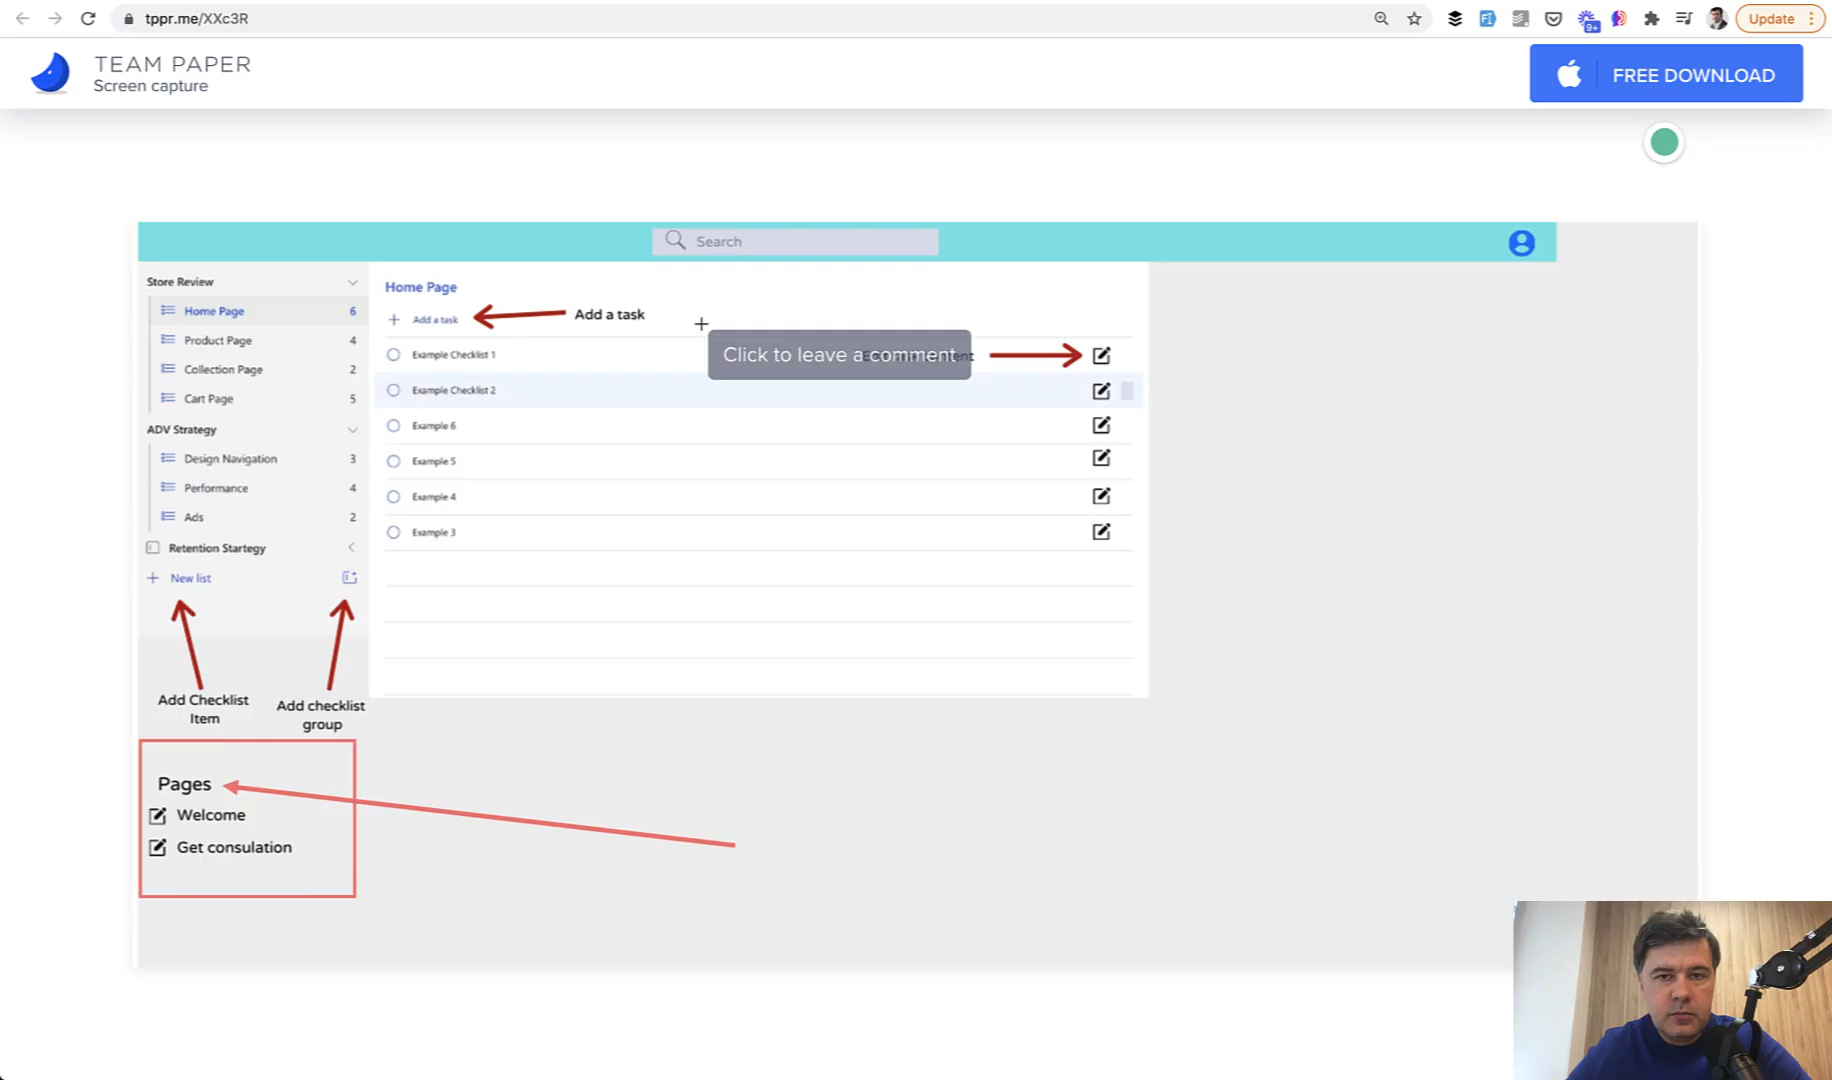 tppr.me/XXc3R
9+
Update
TEAM PAPER
Screen capture
FREE DOWNLOAD
Search
Store Review
Home Page 6
Product Page 4
Collection Page 2
Cart Page 5
ADV Strategy
Design Navigation 3
Performance 4
Ads 2
Retention Startegy
New list
Home Page
Add a task
Add a task
Click to leave a comment
Example Checklist 1
Example Checklist 2
Example 6
Example 5
Example 4
Example 3
Add Checklist
Item
Add checklist
group
Pages
Welcome
Get consulation